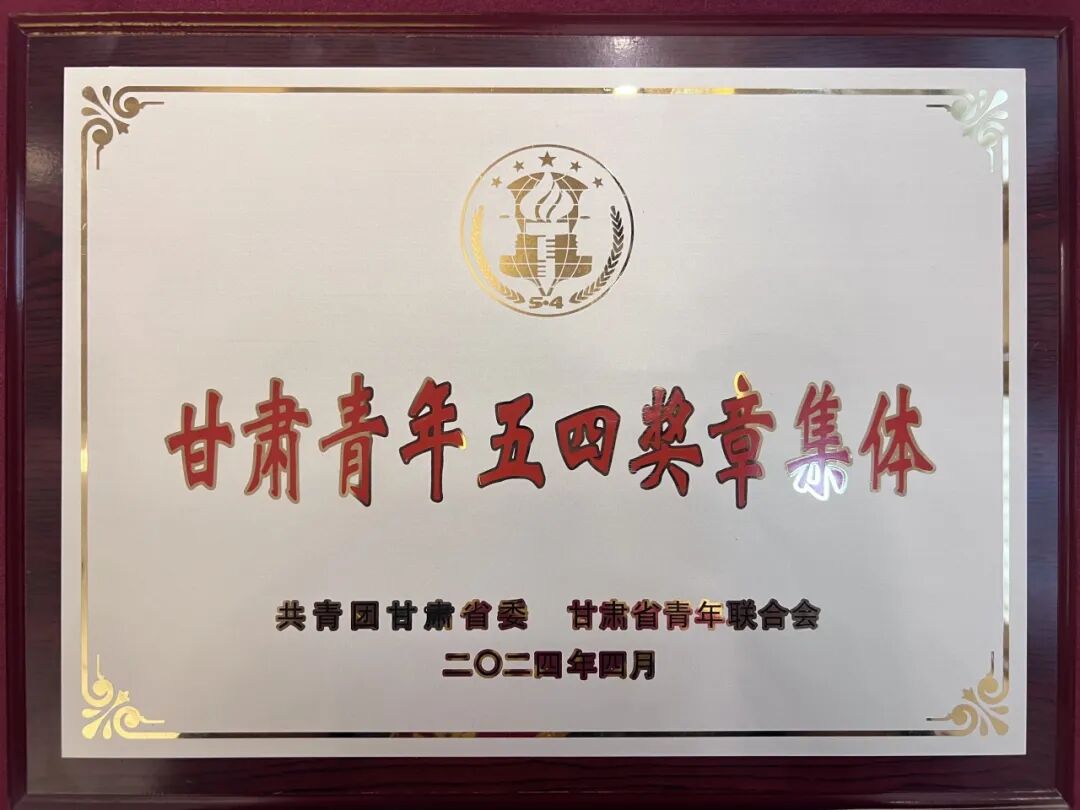 5·4
甘肃青年五四奖章集体
共青团甘肃省委 甘肃省青年联合会
二〇二四年四月